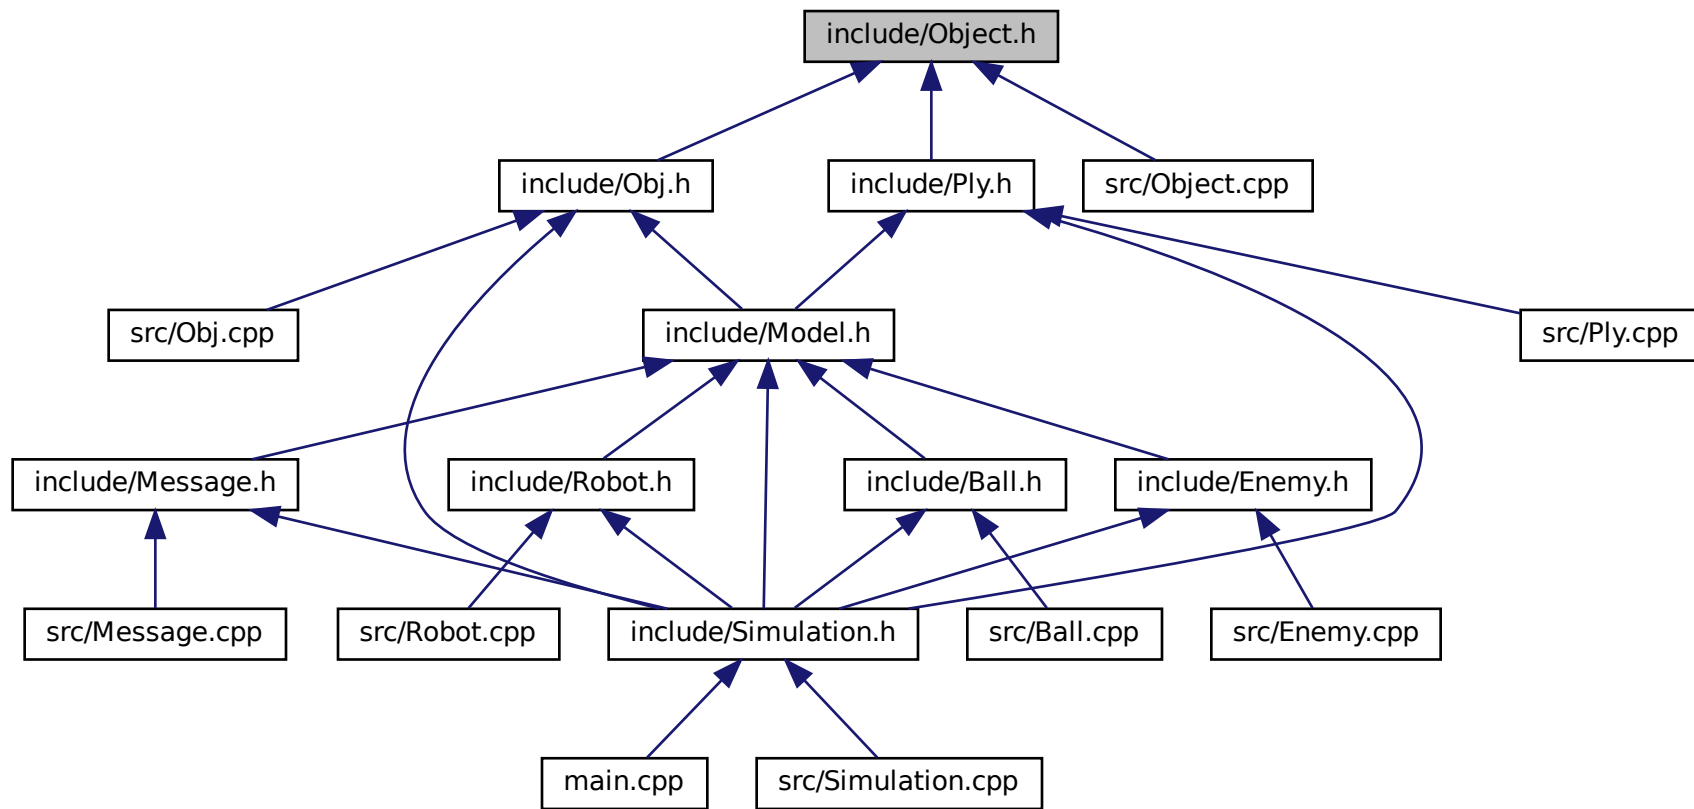 include/Object.h
include/Obj.h
include/Ply.h
src/Object.cpp
src/Obj.cpp
include/Model.h
src/Ply.cpp
include/Message.h
include/Robot.h
include/Ball.h
include/Enemy.h
src/Message.cpp
src/Robot.cpp
include/Simulation.h
src/Ball.cpp
src/Enemy.cpp
main.cpp
src/Simulation.cpp